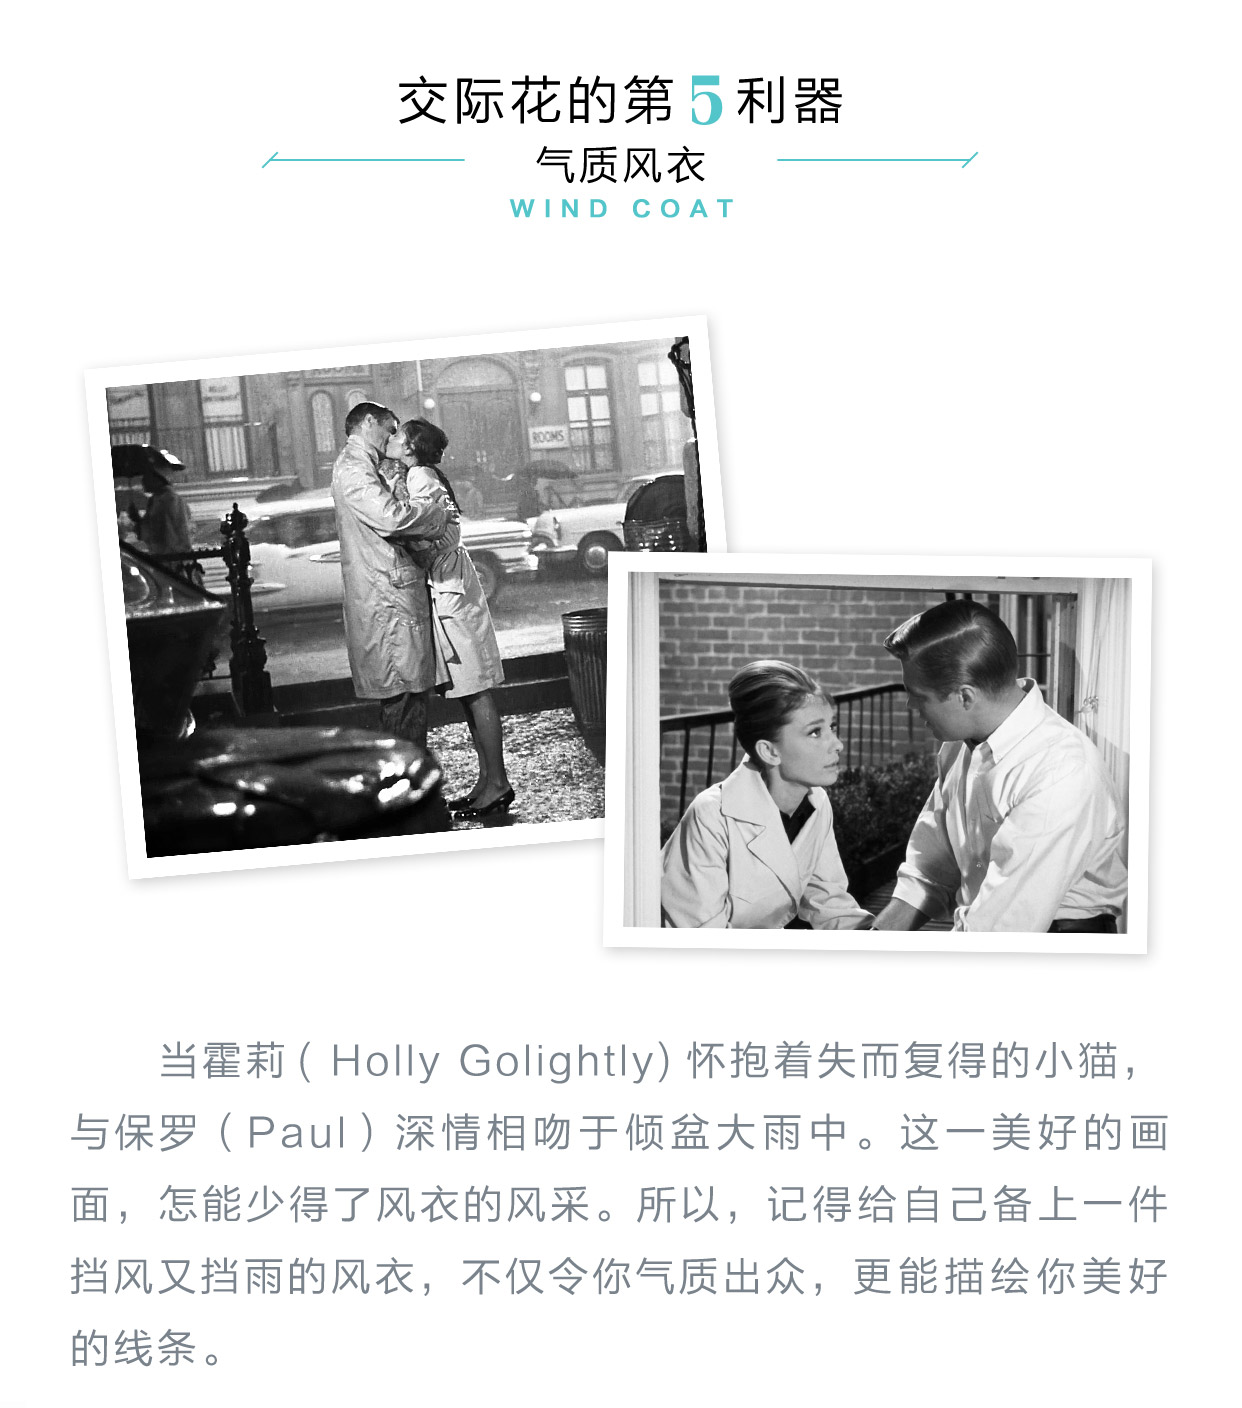 交际花的第5利器
气质风衣
WIND COAT
ROOMS
当霍莉( Holly Golightly)怀抱着失而复得的小猫，
与保罗（Paul）深情相吻于倾盆大雨中。这一美好的画
面，怎能少得了风衣的风采。所以，记得给自己备上一件
挡风又挡雨的风衣，不仅令你气质出众，更能描绘你美好
的线条。